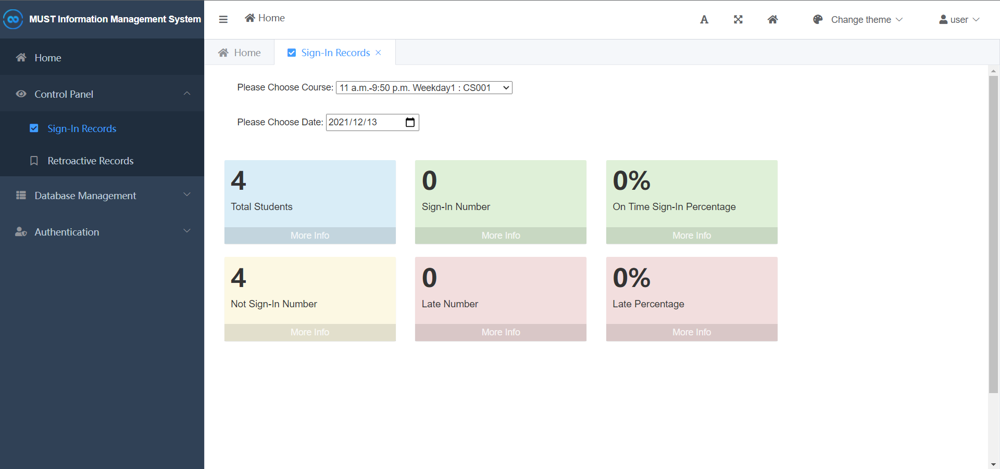 MUST Information Management System
Home
Change theme
user
Home
Control Panel
Sign-In Records
Retroactive Records
Database Management
Authentication
Home
Sign-In Records
Please Choose Course: 11 a.m.-9:50 p.m. Weekday1 : CS001
Please Choose Date: 2021/12/13
4
Total Students
More Info
0
Sign-In Number
More Info
0%
On Time Sign-In Percentage
More Info
4
Not Sign-In Number
More Info
0
Late Number
More Info
0%
Late Percentage
More Info